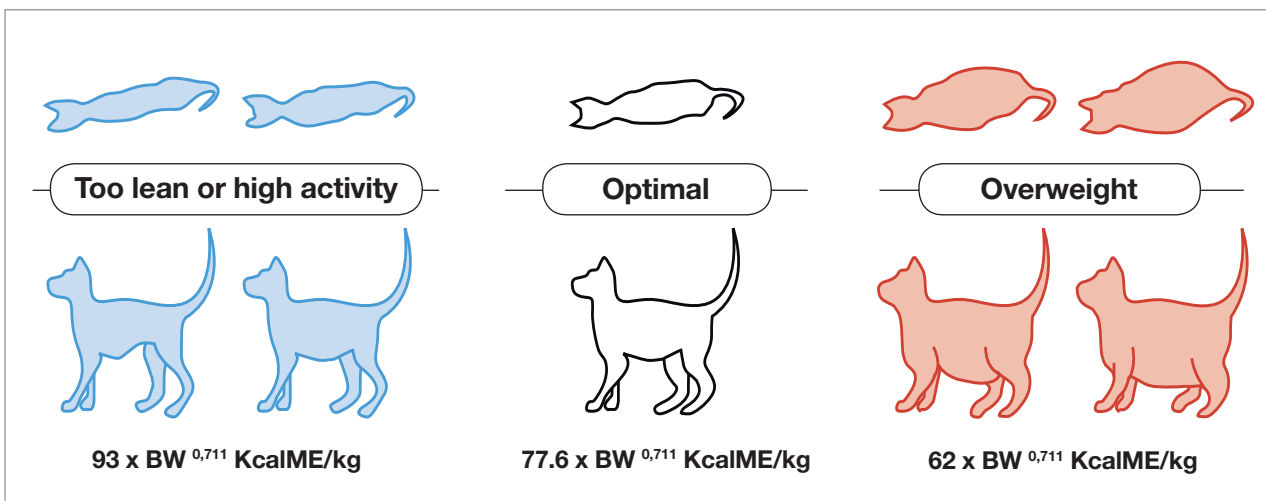 Too lean or high activity
Optimal
Overweight
93 x BW 0,711 KcalME/kg
77.6 x BW 0,711 KcalME/kg
62 x BW 0,711 KcalME/kg